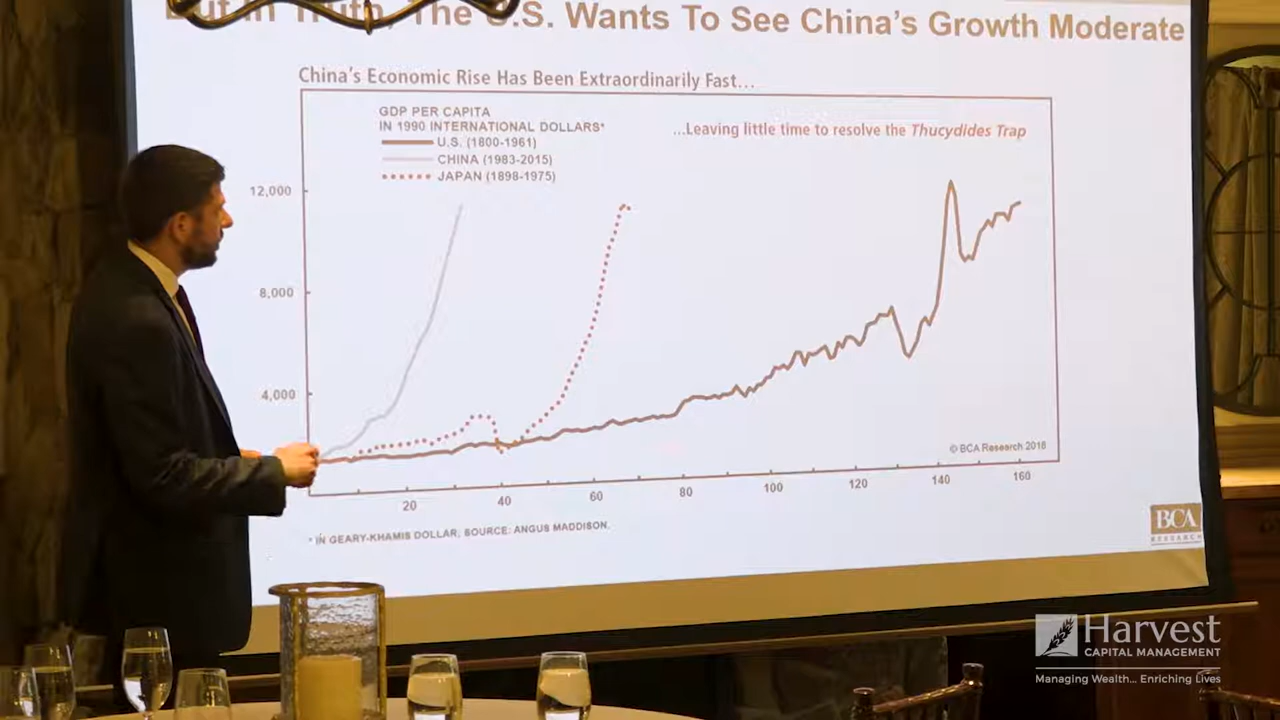 But in Truth, The U.S. Wants To See China's Growth Moderate
China's Economic Rise Has Been Extraordinarily Fast...
GDP PER CAPITA
IN 1990 INTERNATIONAL DOLLARS*
U.S. (1800-1961)
CHINA (1983-2015)
JAPAN (1898-1975)
...Leaving little time to resolve the Thucydides Trap
12,000
8,000
4,000
20 40 60 80 100 120 140 160
© BCA Research 2018
* IN GEARY-KHAMIS DOLLAR; SOURCE: ANGUS MADDISON.
BCA
RESEARCH
Harvest
CAPITAL MANAGEMENT
Managing Wealth... Enriching Lives